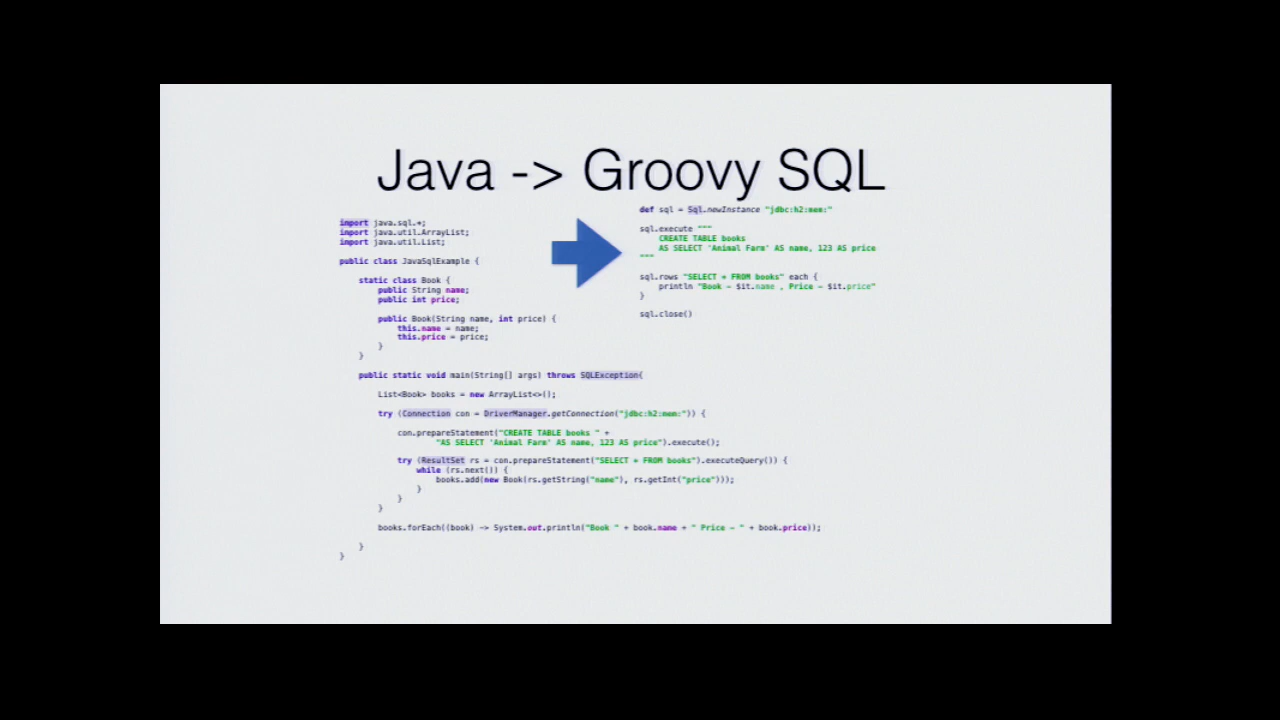 Java -> Groovy SQL
import java.sql.*;
import java.util.ArrayList;
import java.util.List;
public class JavaSqlExample {
static class Book {
public String name;
public int price;
public Book(String name, int price) {
this.name = name;
this.price = price;
}
}
public static void main(String[] args) throws SQLException{
List<Book> books = new ArrayList<>();
try (Connection con = DriverManager.getConnection("jdbc:h2:mem:")) {
con.prepareStatement("CREATE TABLE books " +
"AS SELECT 'Animal Farm' AS name, 123 AS price").execute();
try (ResultSet rs = con.prepareStatement("SELECT * FROM books").executeQuery()) {
while (rs.next()) {
books.add(new Book(rs.getString("name"), rs.getInt("price")));
}
}
}
books.forEach((book) -> System.out.println("Book " + book.name + " Price - " + book.price));
}
}
def sql = Sql.newInstance "jdbc:h2:mem:"
sql.execute """
CREATE TABLE books
AS SELECT 'Animal Farm' AS name, 123 AS price
"""
sql.rows "SELECT * FROM books" each {
println "Book - $it.name , Price - $it.price"
}
sql.close()